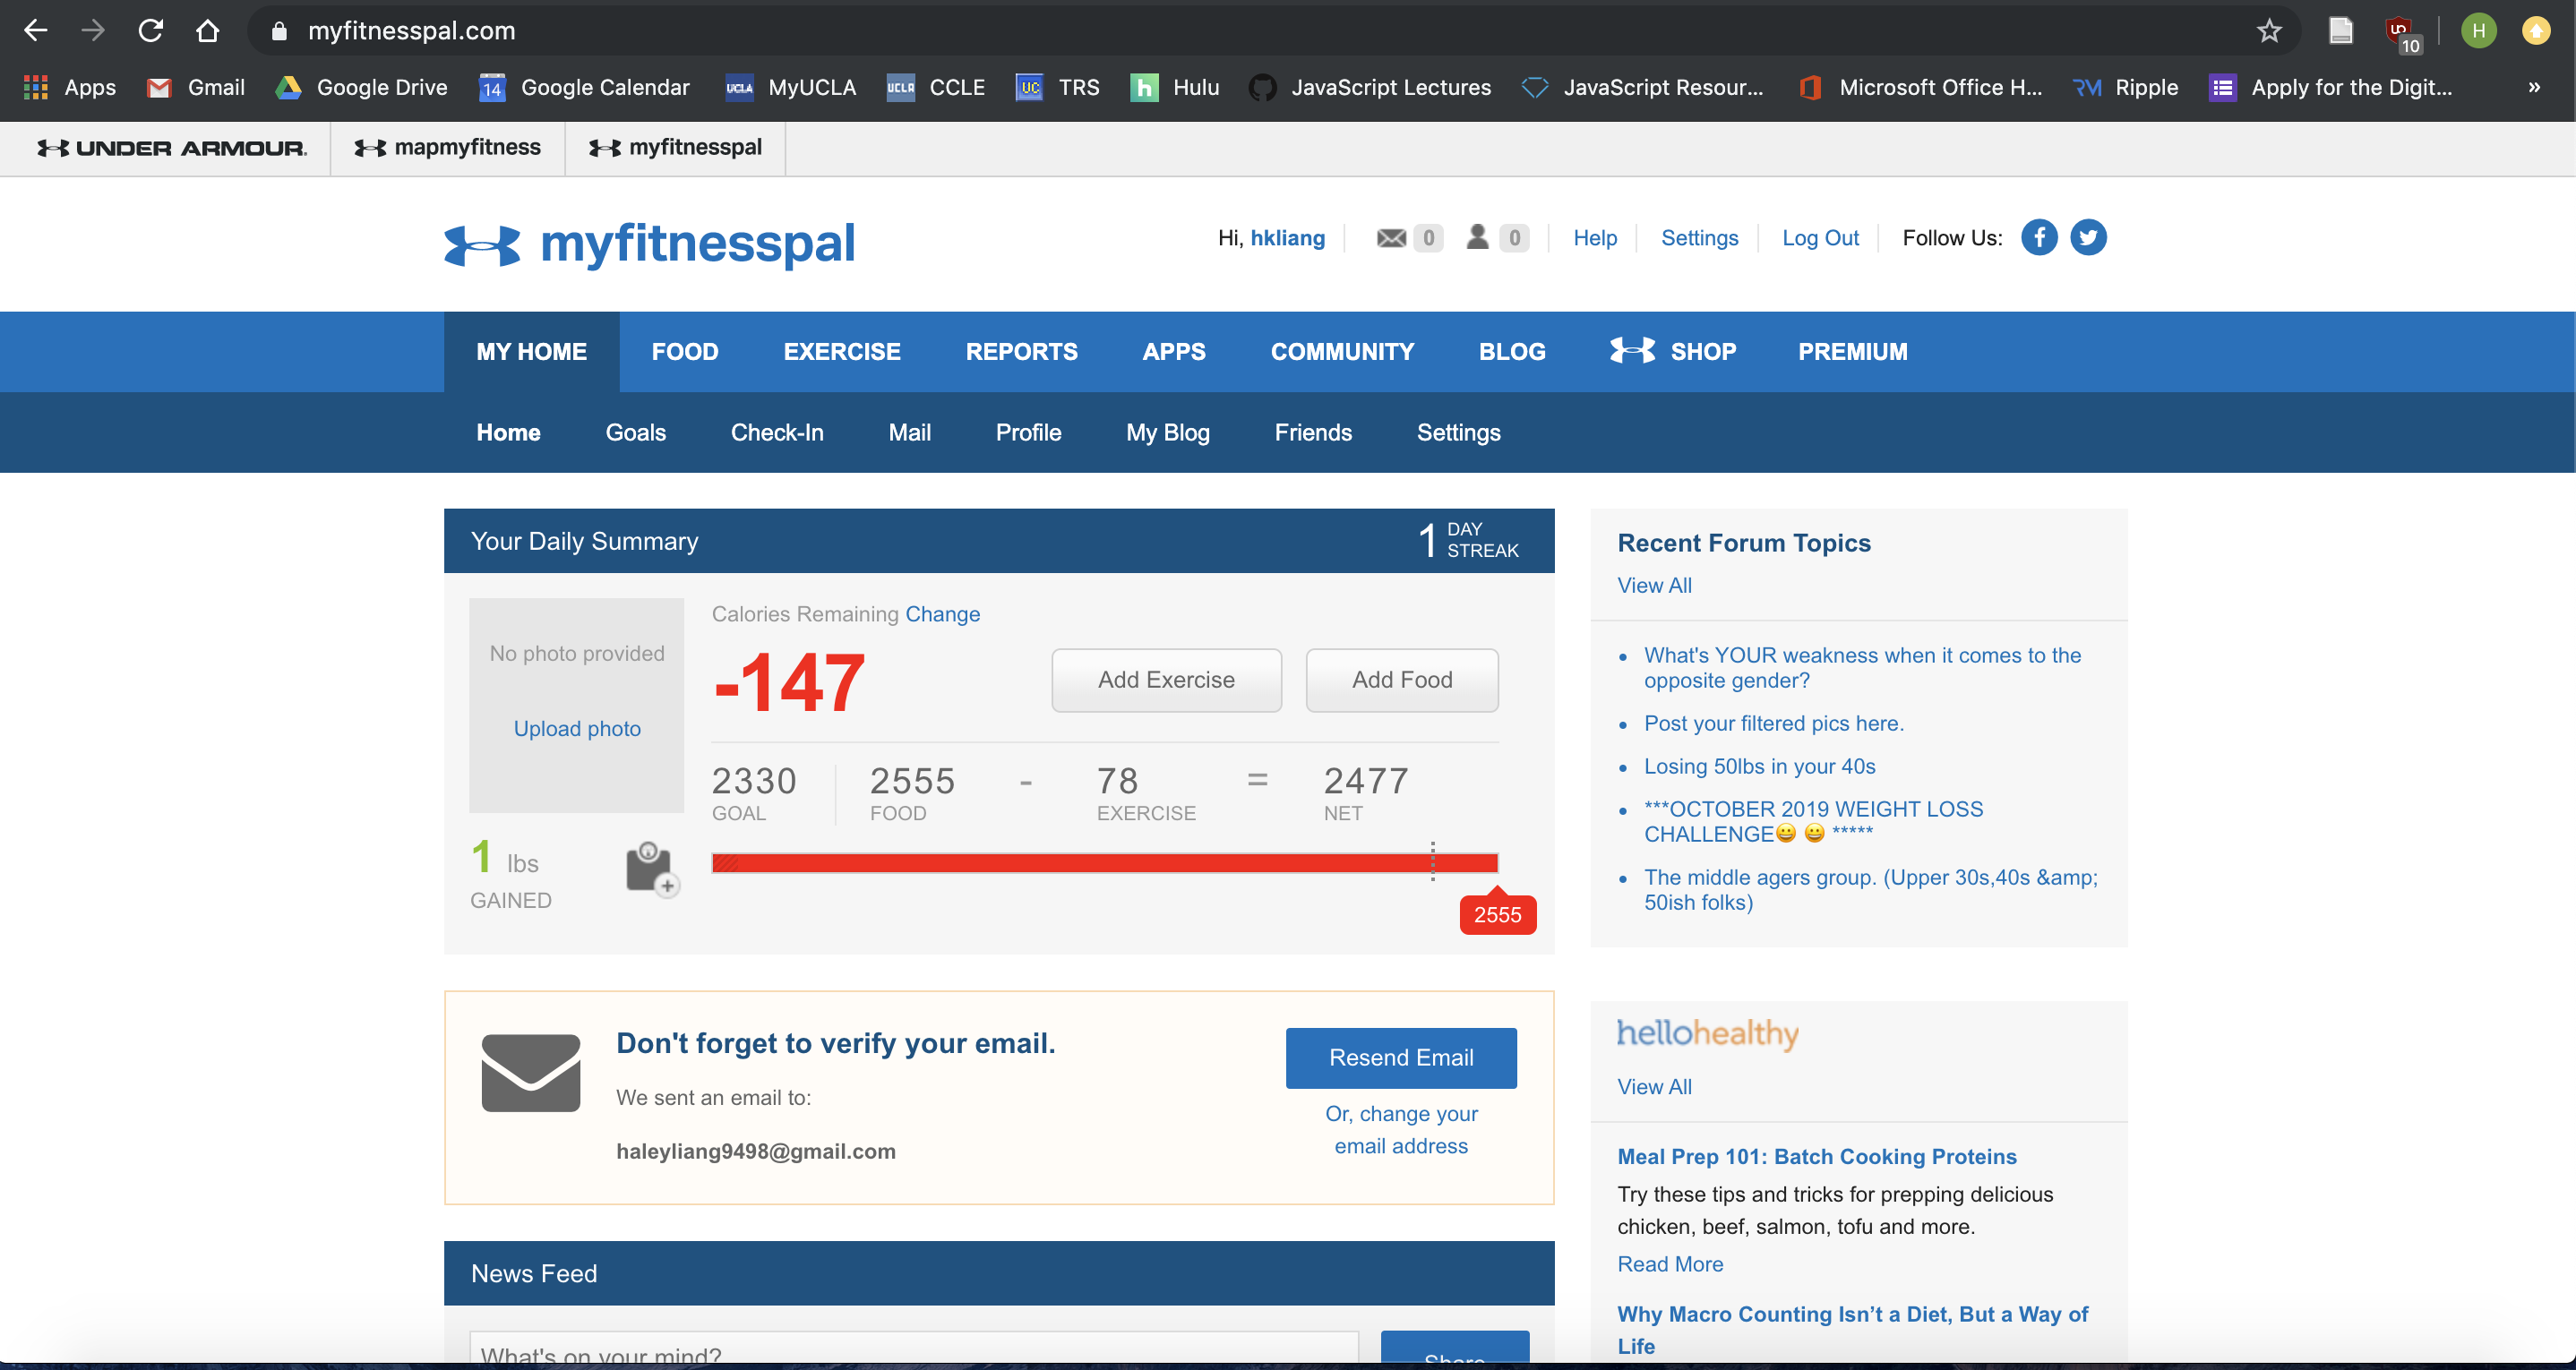 myfitnesspal.com
10
H
Apps
Gmail
Google Drive
14
Google Calendar
UCLA
MyUCLA
UCLA
CCLE
UC
TRS
h
Hulu
JavaScript Lectures
JavaScript Resour...
Microsoft Office H...
RM
Ripple
Apply for the Digit...
»
UNDER ARMOUR.
mapmyfitness
myfitnesspal
myfitnesspal
Hi, hkliang
0
0
Help
Settings
Log Out
Follow Us:
MY HOME
FOOD
EXERCISE
REPORTS
APPS
COMMUNITY
BLOG
SHOP
PREMIUM
Home
Goals
Check-In
Mail
Profile
My Blog
Friends
Settings
Your Daily Summary
1 DAY
STREAK
No photo provided
Upload photo
1 lbs
GAINED
Calories Remaining Change
-147
Add Exercise
Add Food
2330
GOAL
2555
FOOD
-
78
EXERCISE
=
2477
NET
2555
Don't forget to verify your email.
We sent an email to:
haleyliang9498@gmail.com
Resend Email
Or, change your
email address
News Feed
What's on your mind?
Share
Recent Forum Topics
View All
What's YOUR weakness when it comes to the
opposite gender?
Post your filtered pics here.
Losing 50lbs in your 40s
***OCTOBER 2019 WEIGHT LOSS
CHALLENGE😀 😀 *****
The middle agers group. (Upper 30s,40s &amp;
50ish folks)
hellohealthy
View All
Meal Prep 101: Batch Cooking Proteins
Try these tips and tricks for prepping delicious
chicken, beef, salmon, tofu and more.
Read More
Why Macro Counting Isn’t a Diet, But a Way of
Life